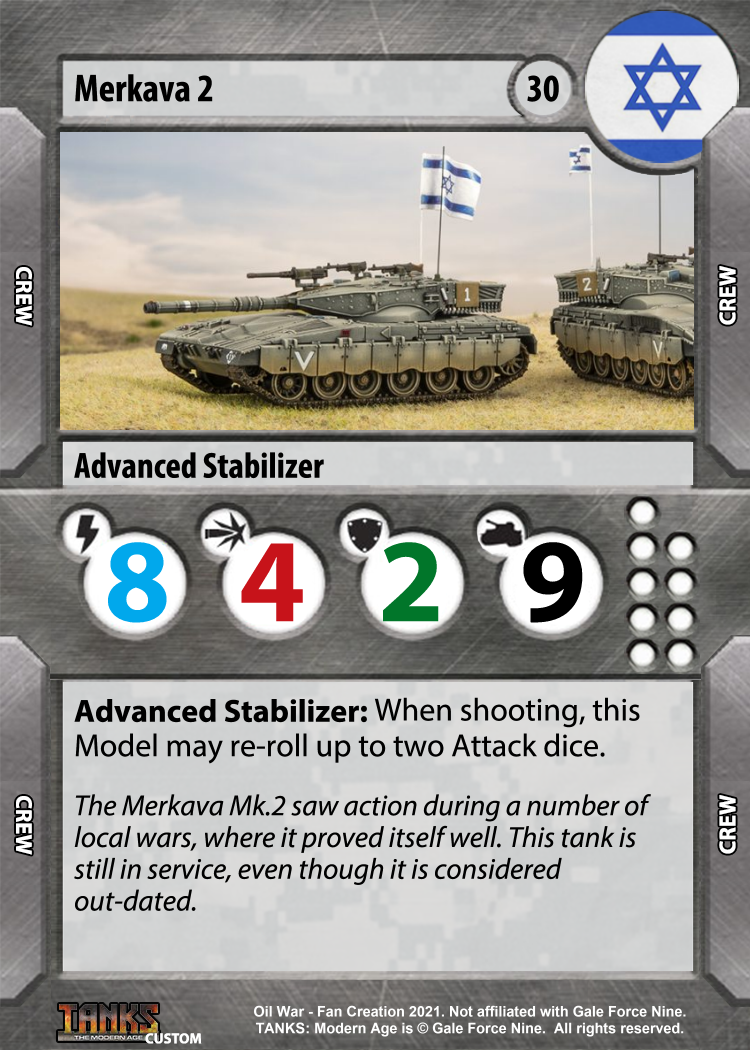 Merkava 2
30
1
2
V
V
CREW
CREW
Advanced Stabilizer
8
4
2
9
Advanced Stabilizer: When shooting, this
Model may re-roll up to two Attack dice.
The Merkava Mk.2 saw action during a number of
local wars, where it proved itself well. This tank is
still in service, even though it is considered
out-dated.
CREW
CREW
TANKS
THE MODERN AGE
CUSTOM
Oil War - Fan Creation 2021. Not affiliated with Gale Force Nine.
TANKS: Modern Age is © Gale Force Nine. All rights reserved.